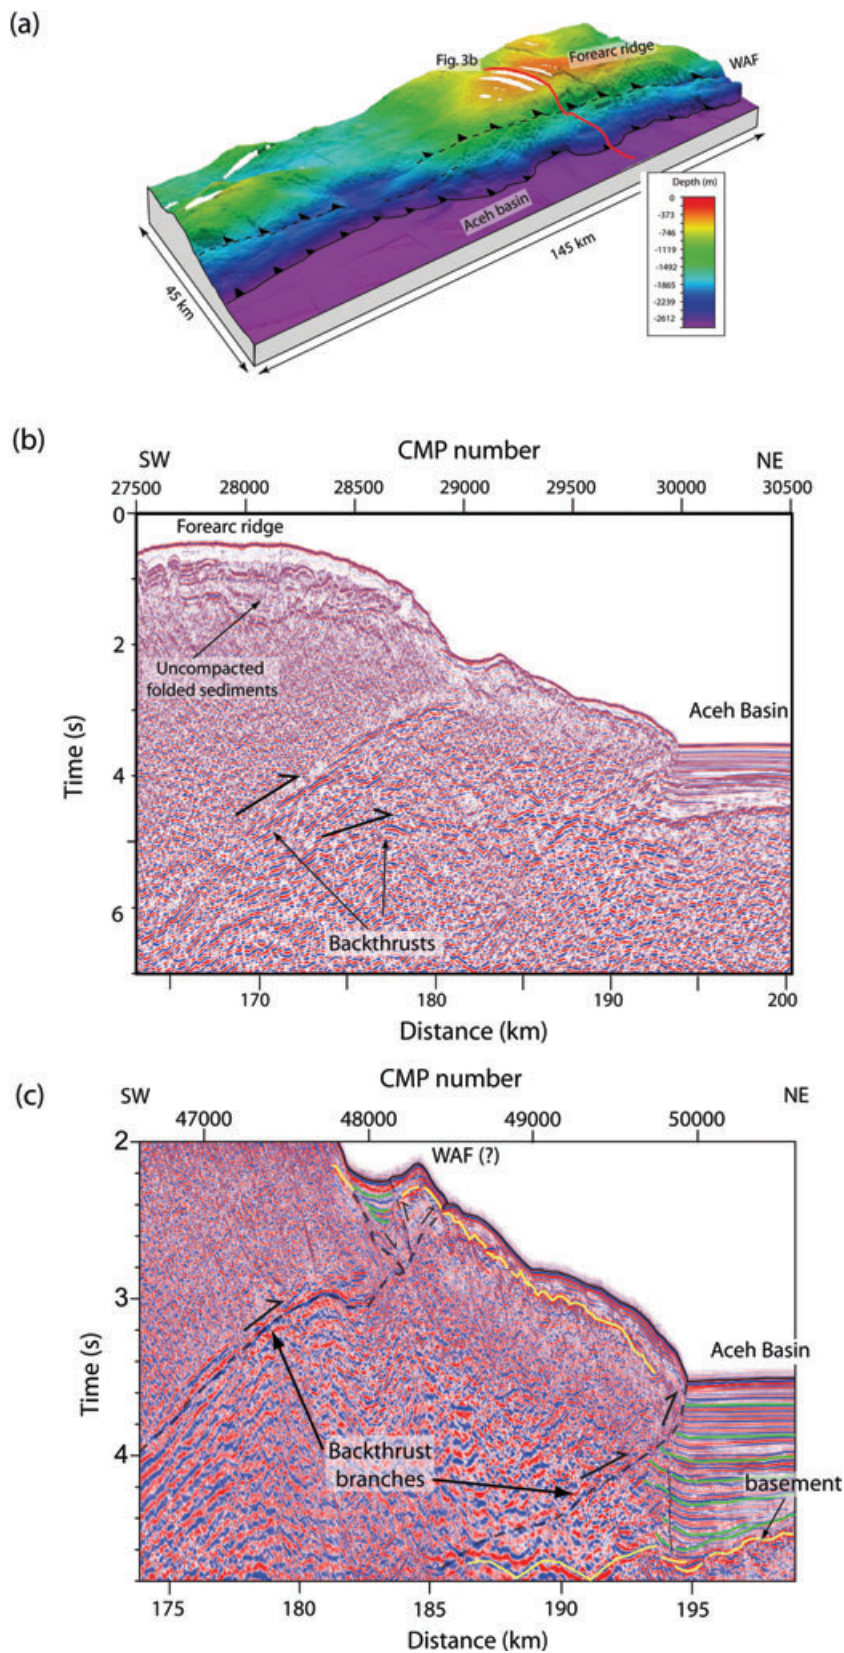 (a)
Fig. 3b
Forearc ridge
WAF
Aceh basin
45 km
145 km
Depth (m)
0
-373
-746
-1119
-1492
-1865
-2239
-2612
(b)
CMP number
SW
NE
27500 28000 28500 29000 29500 30000 30500
Forearc ridge
Uncompacted
folded sediments
Aceh Basin
Backthrusts
Time (s)
0
2
4
6
170 180 190 200
Distance (km)
(c)
CMP number
SW
NE
47000 48000 49000 50000
WAF (?)
Aceh Basin
Backthrust
branches
basement
Time (s)
2
3
4
175 180 185 190 195
Distance (km)